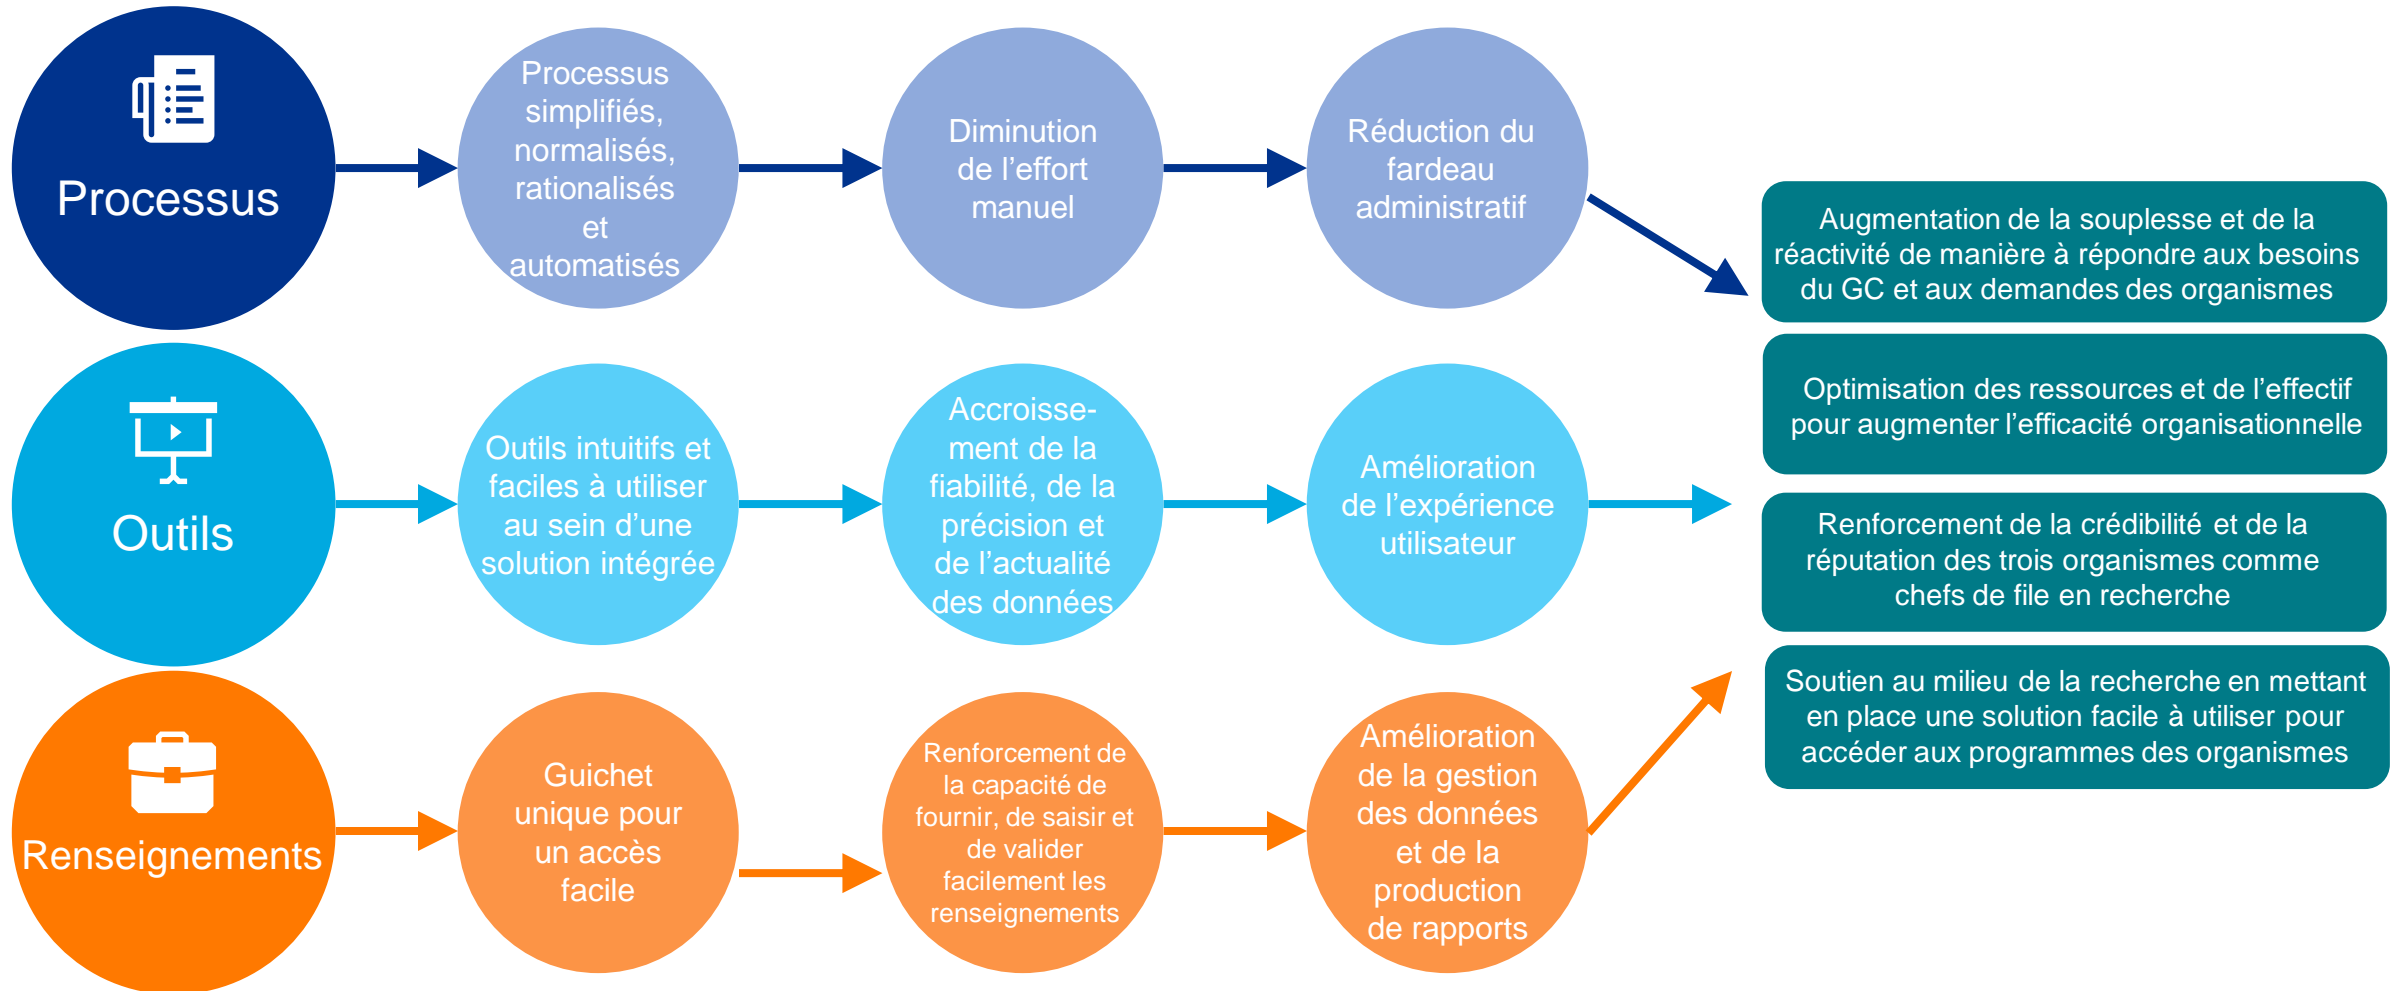 Processus
Processus
simplifiés,
normalisés,
rationalisés
et
automatisés
Diminution
de l’effort
manuel
Réduction du
fardeau
administratif
Outils
Outils intuitifs et
faciles à utiliser
au sein d’une
solution intégrée
Accroisse-
ment de la
fiabilité, de la
précision et
de l’actualité
des données
Amélioration
de l’expérience
utilisateur
Renseignements
Guichet
unique pour
un accès
facile
Renforcement de
la capacité de
fournir, de saisir et
de valider
facilement les
renseignements
Amélioration
de la gestion
des données
et de la
production
de rapports
Augmentation de la souplesse et de la
réactivité de manière à répondre aux besoins
du GC et aux demandes des organismes
Optimisation des ressources et de l’effectif
pour augmenter l’efficacité organisationnelle
Renforcement de la crédibilité et de la
réputation des trois organismes comme
chefs de file en recherche
Soutien au milieu de la recherche en mettant
en place une solution facile à utiliser pour
accéder aux programmes des organismes